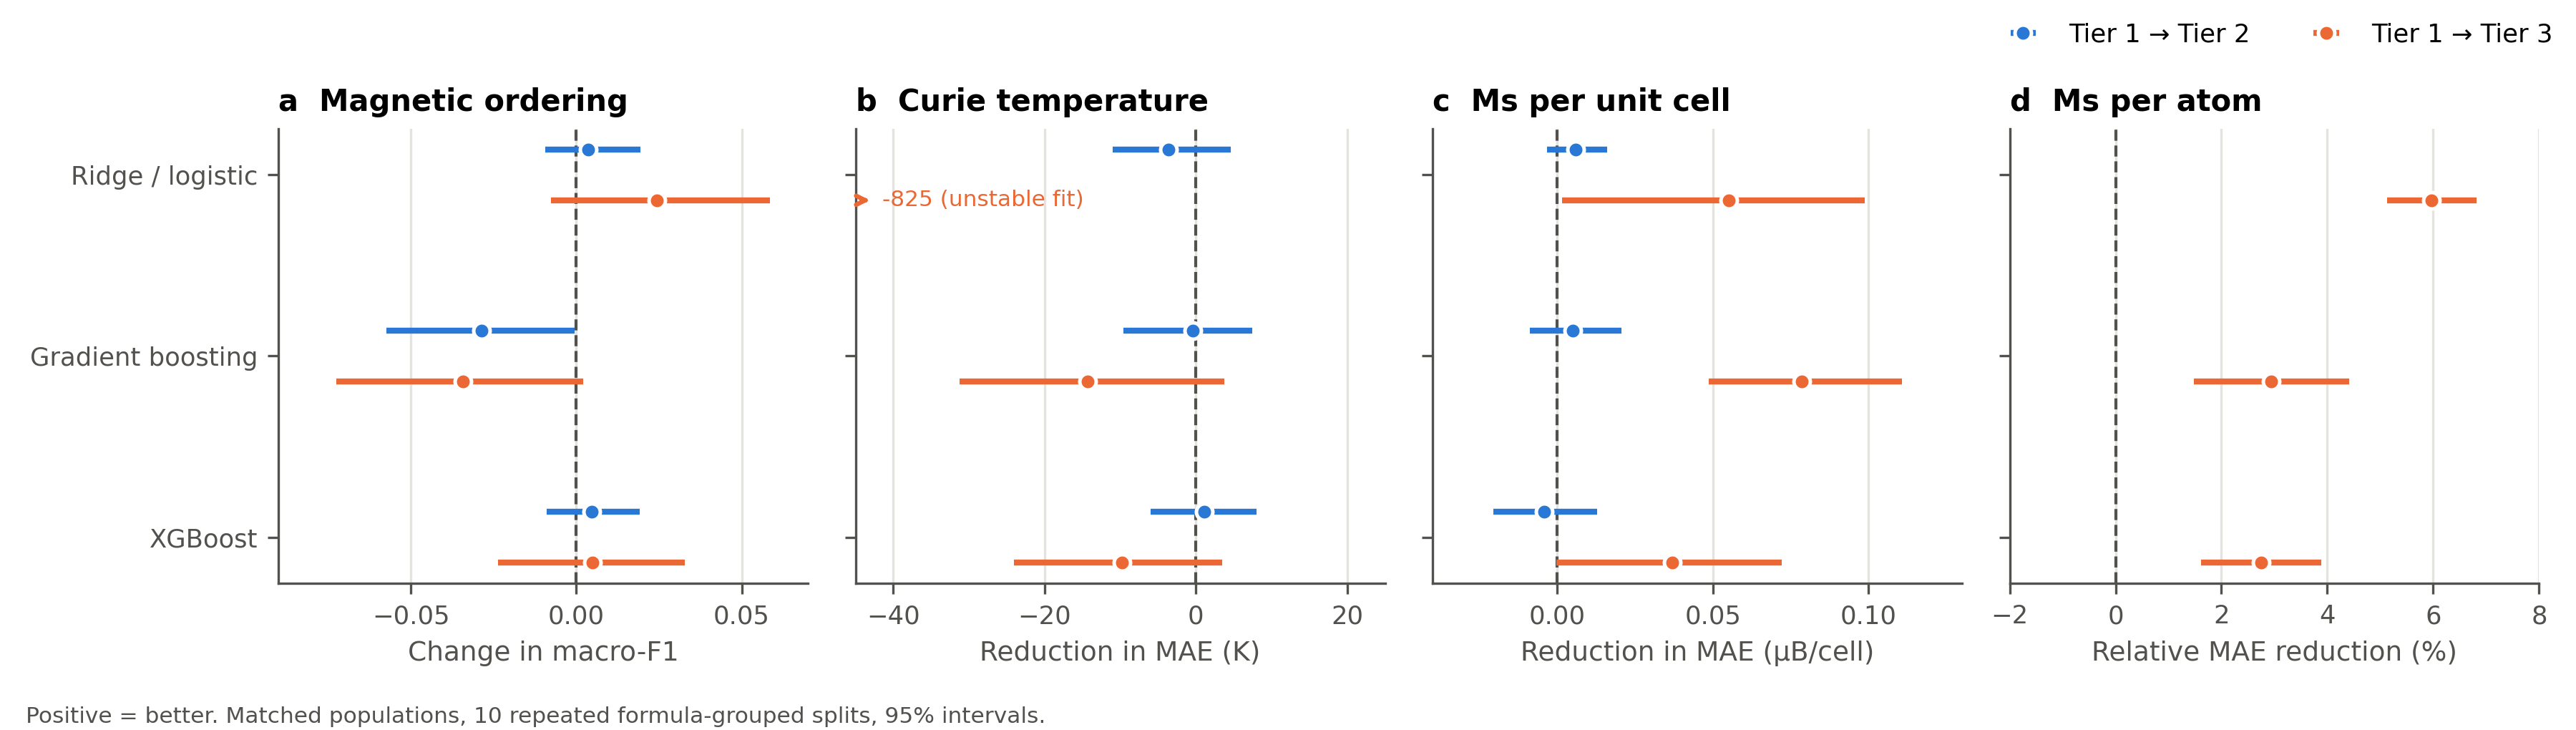 Tier 1 → Tier 2
Tier 1 → Tier 3
a Magnetic ordering
b Curie temperature
c Ms per unit cell
d Ms per atom
Ridge / logistic
Gradient boosting
XGBoost
-825 (unstable fit)
−0.05 0.00 0.05
Change in macro-F1
−40 −20 0 20
Reduction in MAE (K)
0.00 0.05 0.10
Reduction in MAE (μB/cell)
−2 0 2 4 6 8
Relative MAE reduction (%)
Positive = better. Matched populations, 10 repeated formula-grouped splits, 95% intervals.